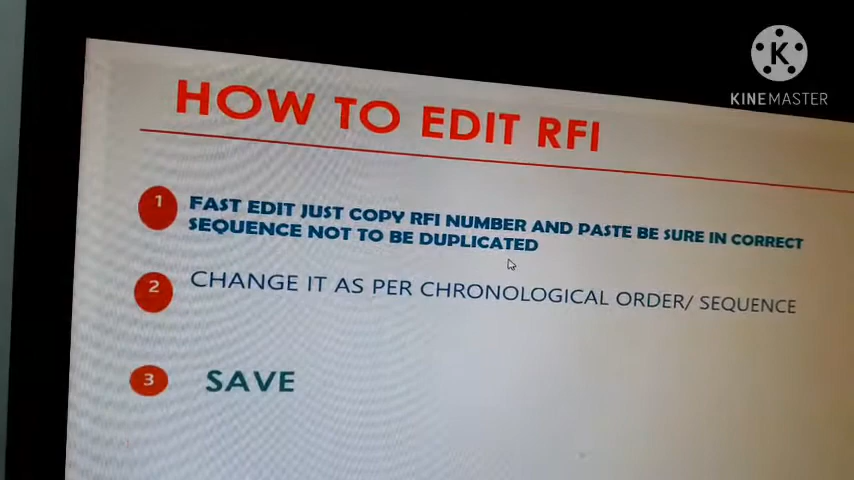 KINEMASTER
HOW TO EDIT RFI
1
FAST EDIT JUST COPY RFI NUMBER AND PASTE BE SURE IN CORRECT
SEQUENCE NOT TO BE DUPLICATED
2
CHANGE IT AS PER CHRONOLOGICAL ORDER/ SEQUENCE
3
SAVE